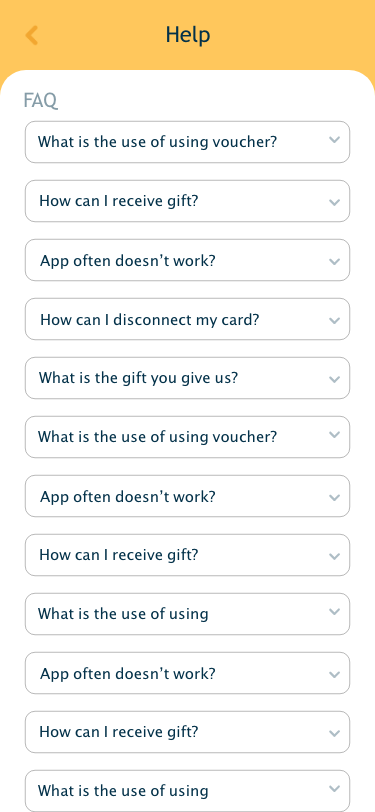 Help
FAQ
What is the use of using voucher?
How can I receive gift?
App often doesn’t work?
How can I disconnect my card?
What is the gift you give us?
What is the use of using voucher?
App often doesn’t work?
How can I receive gift?
What is the use of using
App often doesn’t work?
How can I receive gift?
What is the use of using